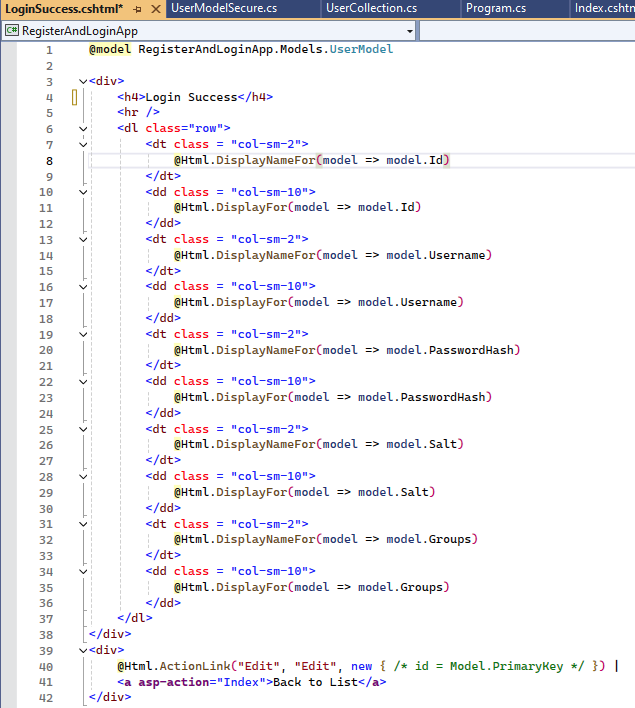 LoginSuccess.cshtml* UserModelSecure.cs UserCollection.cs Program.cs Index.cshtm
C# RegisterAndLoginApp
1 @model RegisterAndLoginApp.Models.UserModel
2
3 <div>
4 <h4>Login Success</h4>
5 <hr />
6 <dl class="row">
7 <dt class = "col-sm-2">
8 @Html.DisplayNameFor(model => model.Id)
9 </dt>
10 <dd class = "col-sm-10">
11 @Html.DisplayFor(model => model.Id)
12 </dd>
13 <dt class = "col-sm-2">
14 @Html.DisplayNameFor(model => model.Username)
15 </dt>
16 <dd class = "col-sm-10">
17 @Html.DisplayFor(model => model.Username)
18 </dd>
19 <dt class = "col-sm-2">
20 @Html.DisplayNameFor(model => model.PasswordHash)
21 </dt>
22 <dd class = "col-sm-10">
23 @Html.DisplayFor(model => model.PasswordHash)
24 </dd>
25 <dt class = "col-sm-2">
26 @Html.DisplayNameFor(model => model.Salt)
27 </dt>
28 <dd class = "col-sm-10">
29 @Html.DisplayFor(model => model.Salt)
30 </dd>
31 <dt class = "col-sm-2">
32 @Html.DisplayNameFor(model => model.Groups)
33 </dt>
34 <dd class = "col-sm-10">
35 @Html.DisplayFor(model => model.Groups)
36 </dd>
37 </dl>
38 </div>
39 <div>
40 @Html.ActionLink("Edit", "Edit", new { /* id = Model.PrimaryKey */ }) |
41 <a asp-action="Index">Back to List</a>
42 </div>